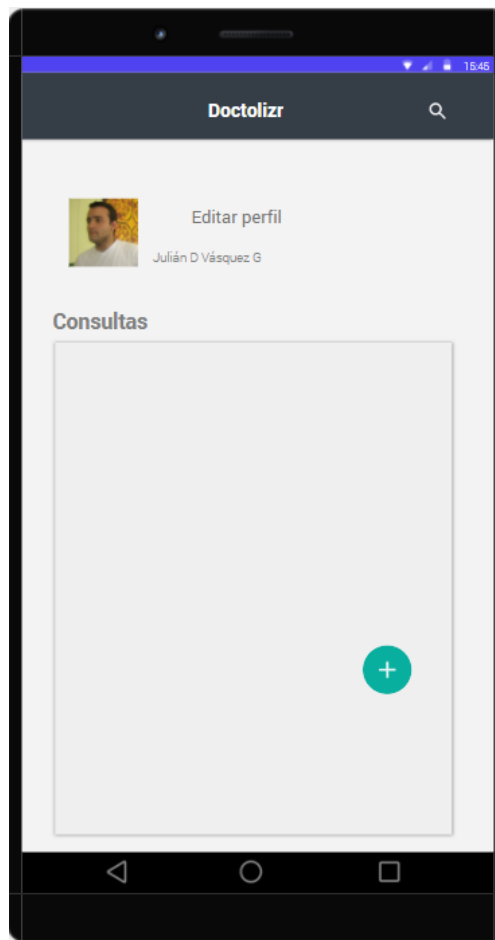 15:45
Doctolizr
Editar perfil
Julián D Vásquez G
Consultas